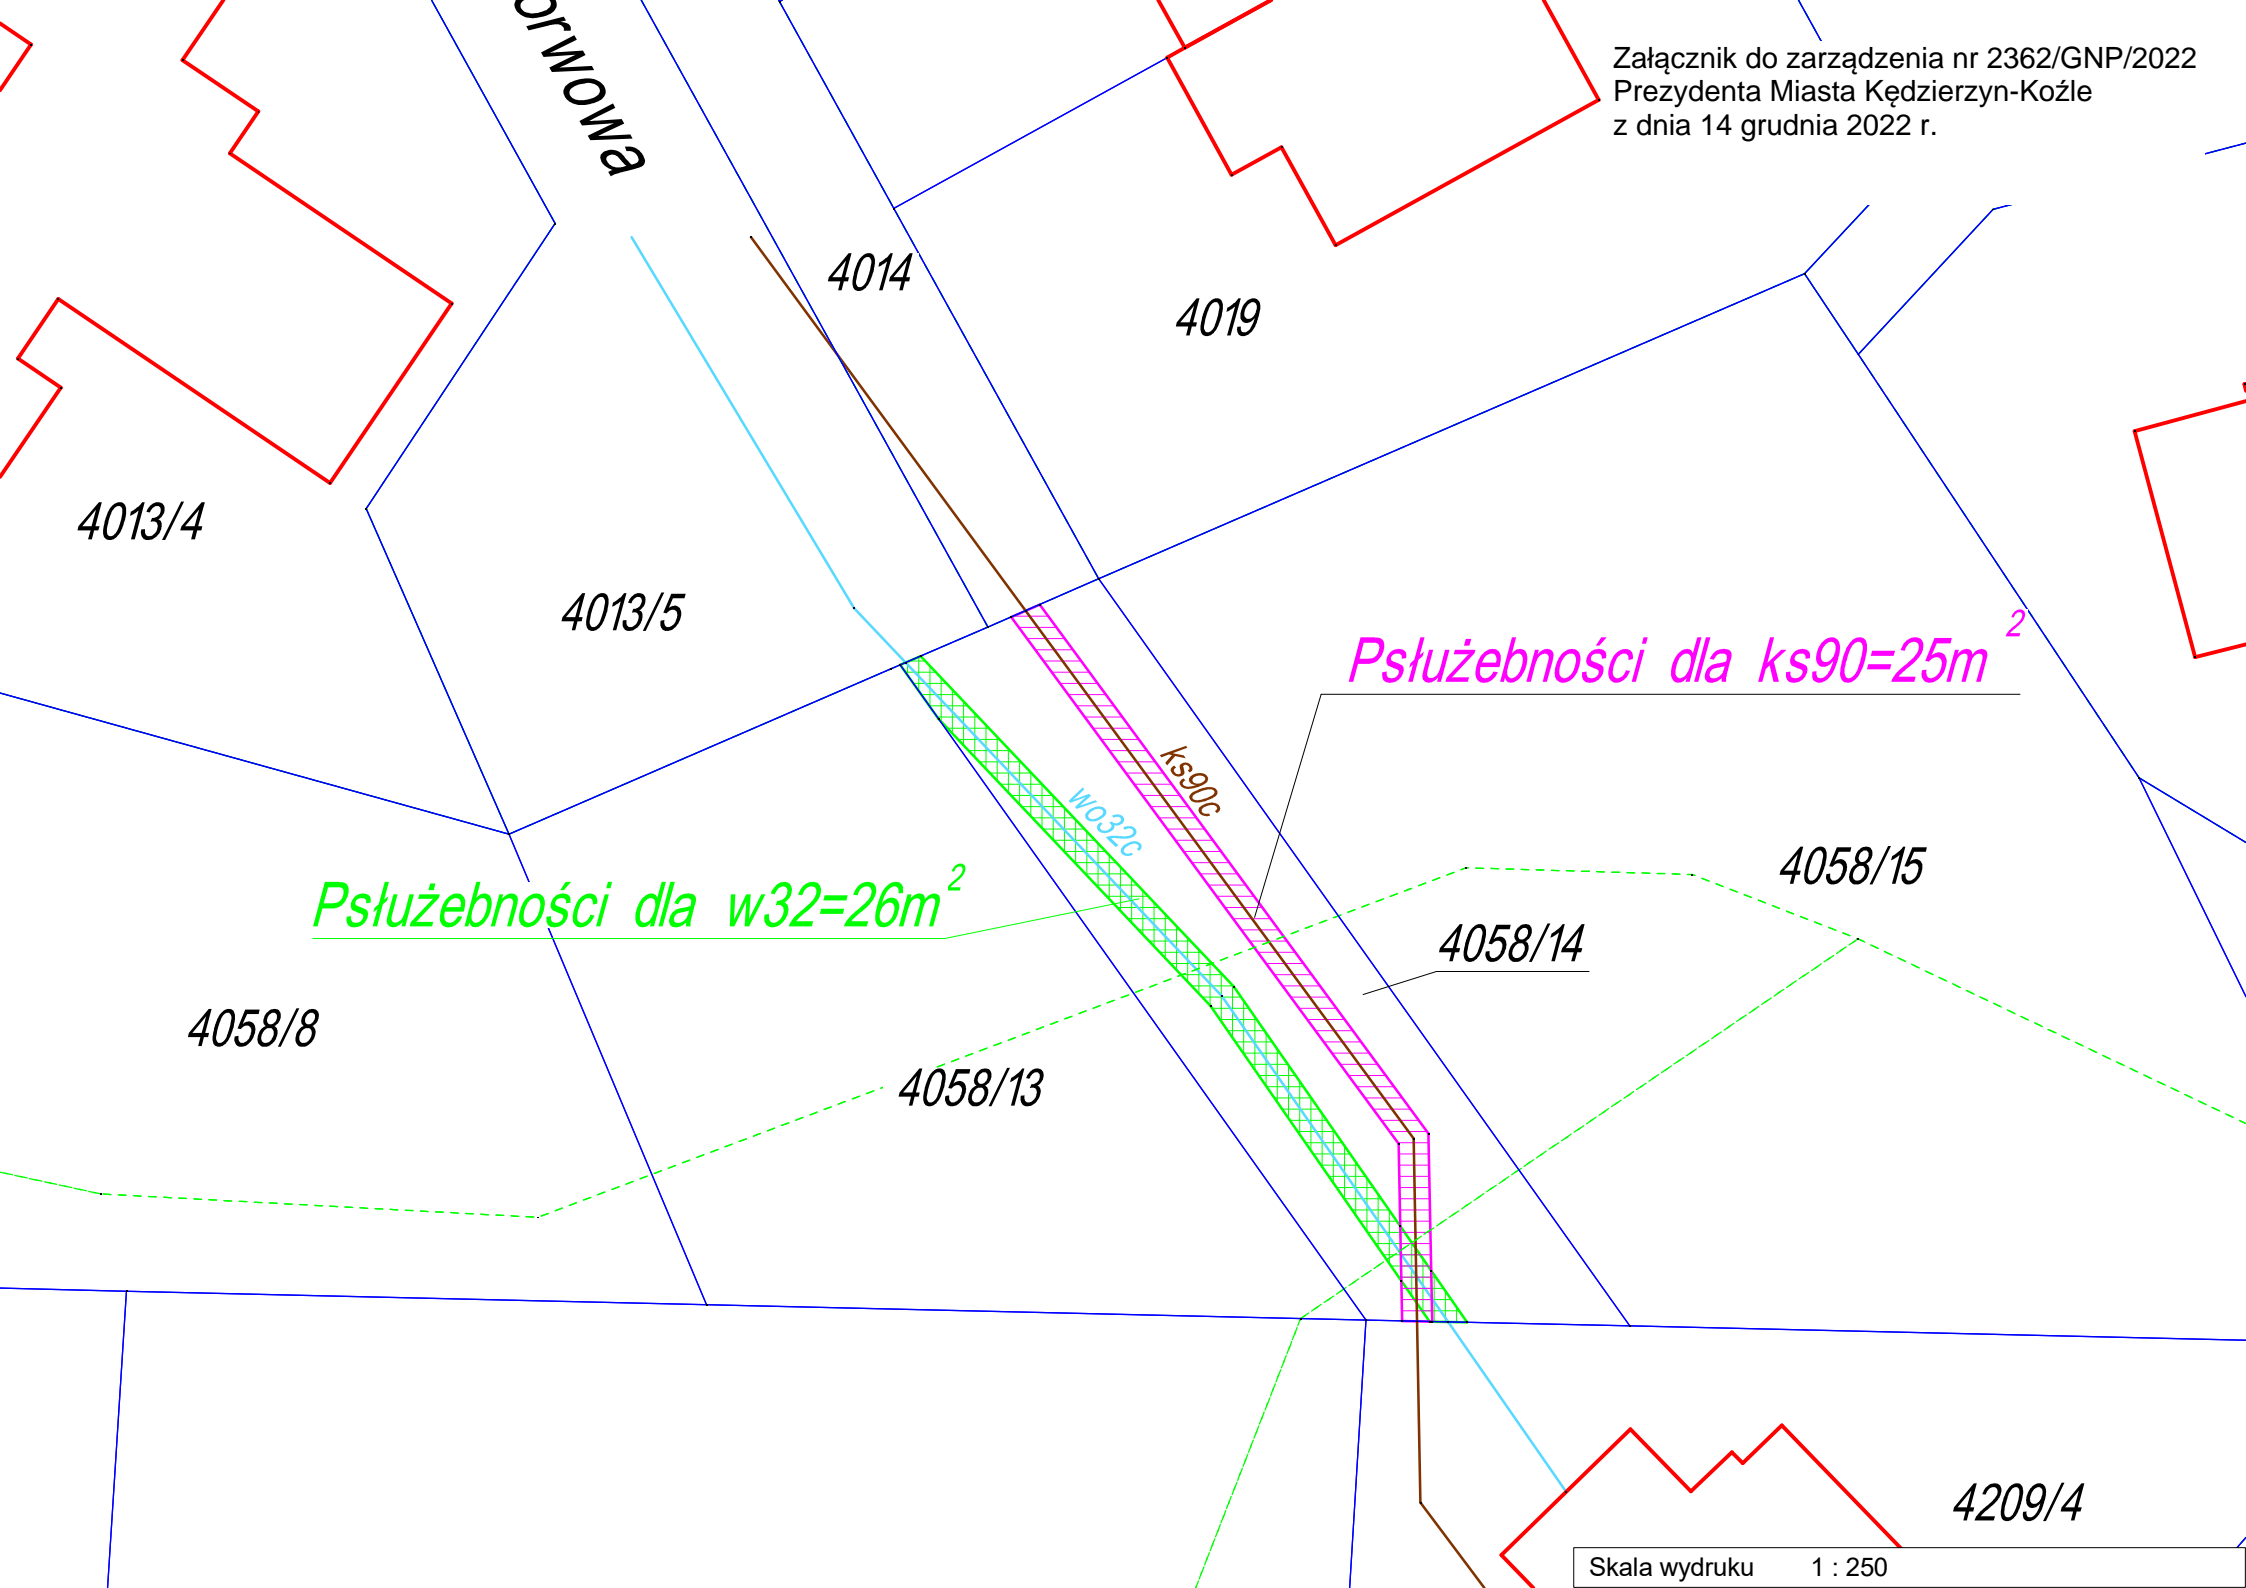 Załącznik do zarządzenia nr 2362/GNP/2022
Prezydenta Miasta Kędzierzyn-Koźle
z dnia 14 grudnia 2022 r.
4014
4019
4013/4
4013/5
Psłużebności dla ks90=25m²
ks90c
wo32c
Psłużebności dla w32=26m²
4058/15
4058/14
4058/8
4058/13
4209/4
Skala wydruku 1 : 250